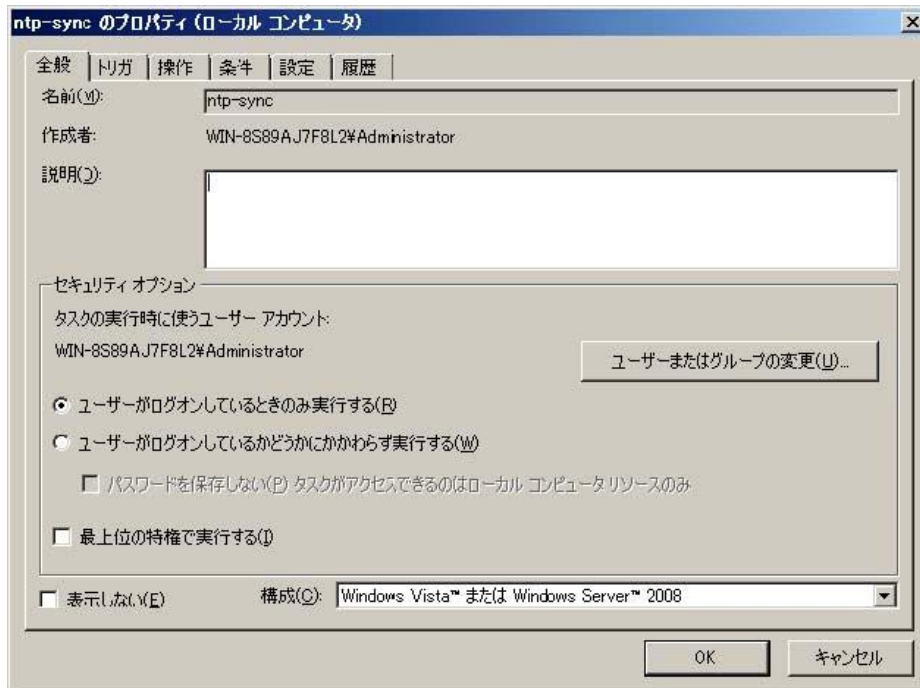 ntp-sync のプロパティ (ローカル コンピュータ)
全般 トリガ 操作 条件 設定 履歴
名前(M): ntp-sync
作成者: WIN-8S89AJ7F8L2¥Administrator
説明(D):
セキュリティ オプション
タスクの実行時に使うユーザー アカウント:
WIN-8S89AJ7F8L2¥Administrator
ユーザーまたはグループの変更(U)...
ユーザーがログオンしているときのみ実行する(R)
ユーザーがログオンしているかどうかにかかわらず実行する(W)
パスワードを保存しない(P) タスクがアクセスできるのはローカル コンピュータ リソースのみ
最上位の特権で実行する(I)
表示しない(E) 構成(C): Windows Vista™ または Windows Server™ 2008
OK キャンセル